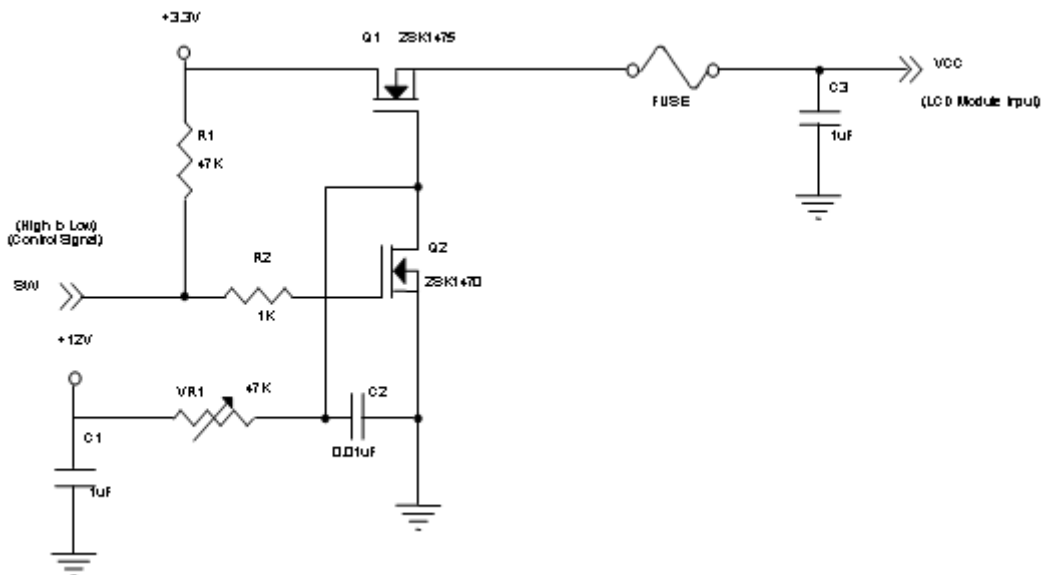 +3.3V
Q1 2SK1475
VCC
FUSE
C3
(LCD Module Input)
R1
1uF
47K
(High to Low)
(Control Signal)
Q2
R2
SW
2SK1470
1K
+12V
VR1 47K C2
C1
0.01uF
1uF